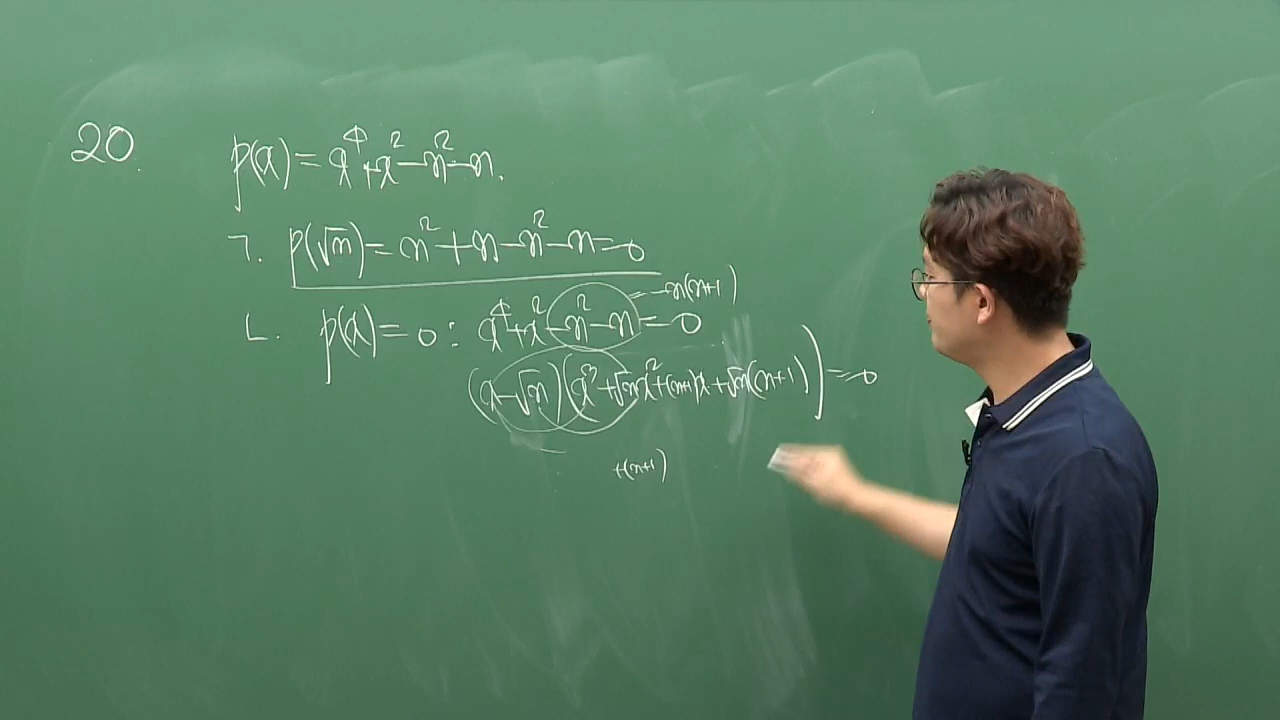 20.
p(x)=x⁴+x²-n²-n.
ㄱ. p(√n)=n²+n-n²-n=0
=-n(n+1)
ㄴ. p(x)=0 : x⁴+x²-n²-n=0
(x-√n)(x³+√n x²+(n+1)x+√n(n+1))=0
+(n+1)